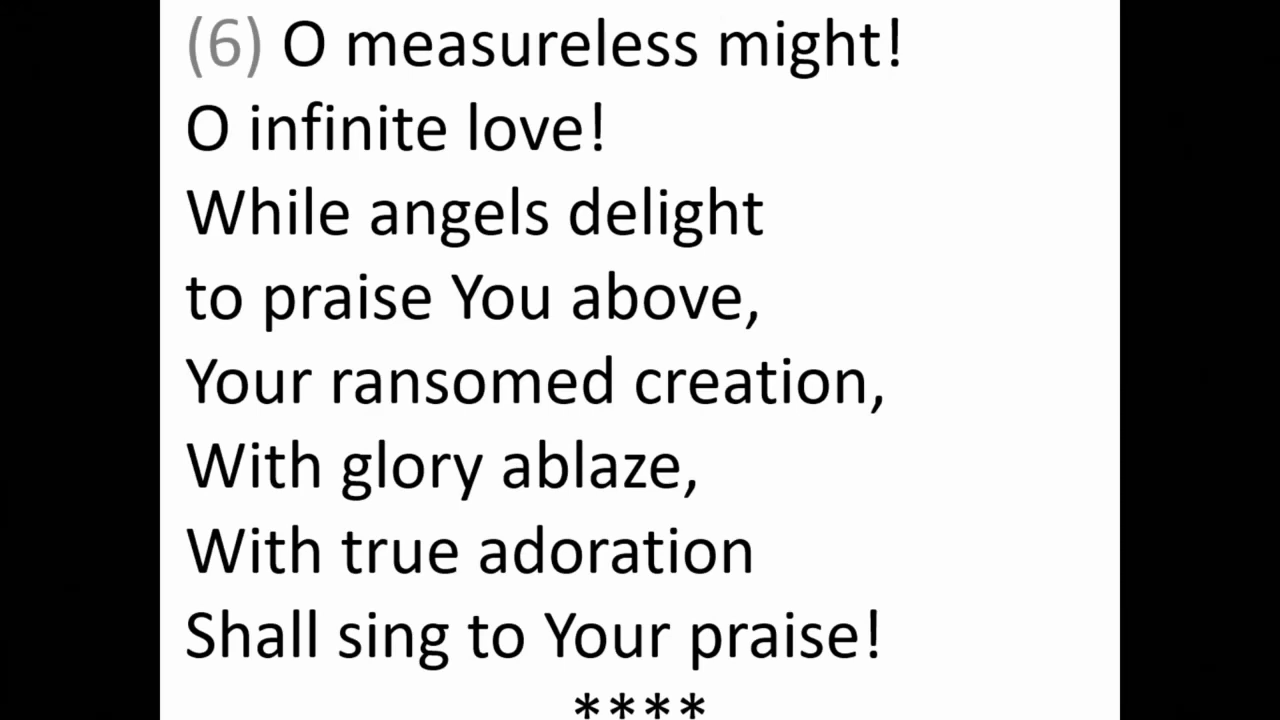 (6) O measureless might!
O infinite love!
While angels delight
to praise You above,
Your ransomed creation,
With glory ablaze,
With true adoration
Shall sing to Your praise!
****